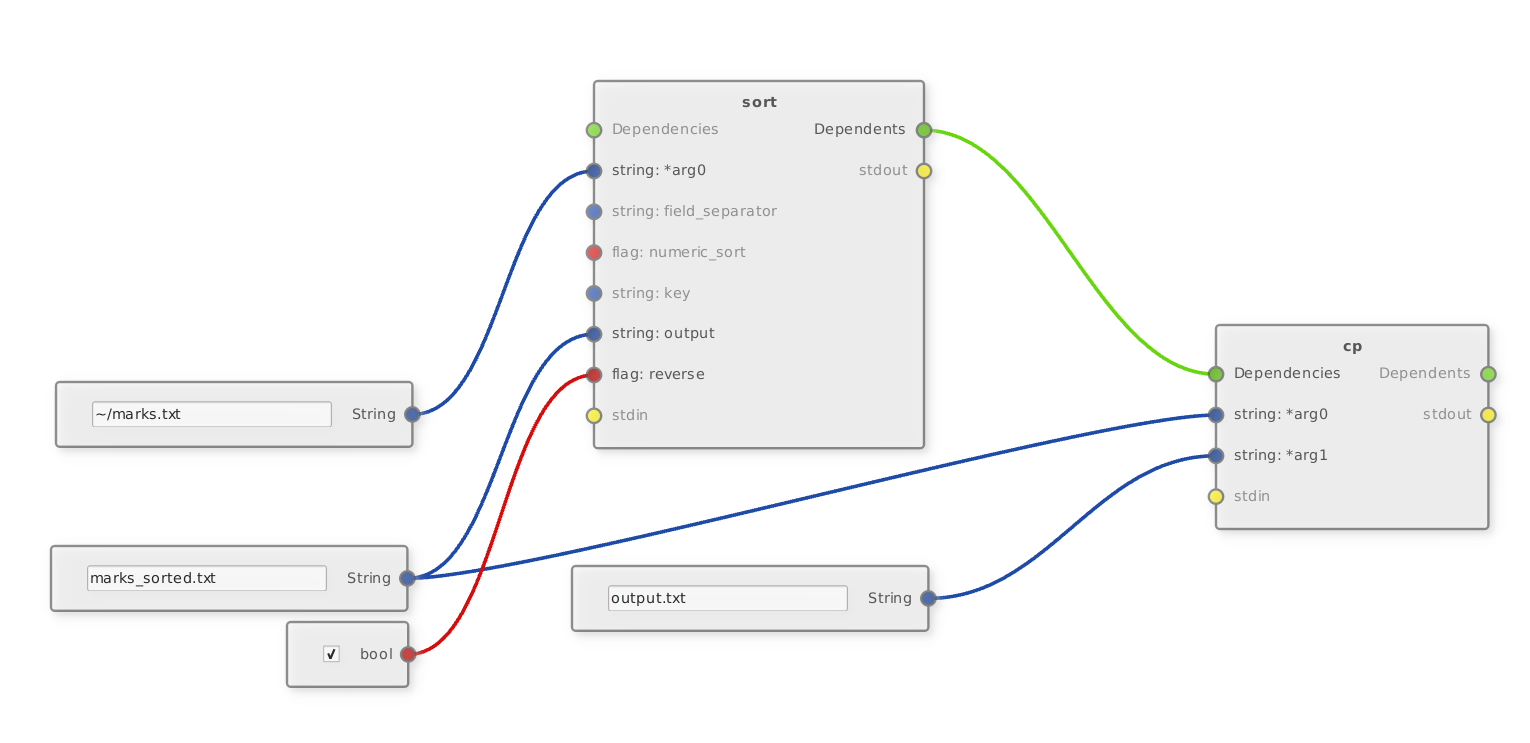 sort
Dependencies
Dependents
string: *arg0
stdout
string: field_separator
flag: numeric_sort
string: key
string: output
flag: reverse
stdin
~/marks.txt
String
marks_sorted.txt
String
bool
output.txt
String
cp
Dependencies
Dependents
string: *arg0
stdout
string: *arg1
stdin